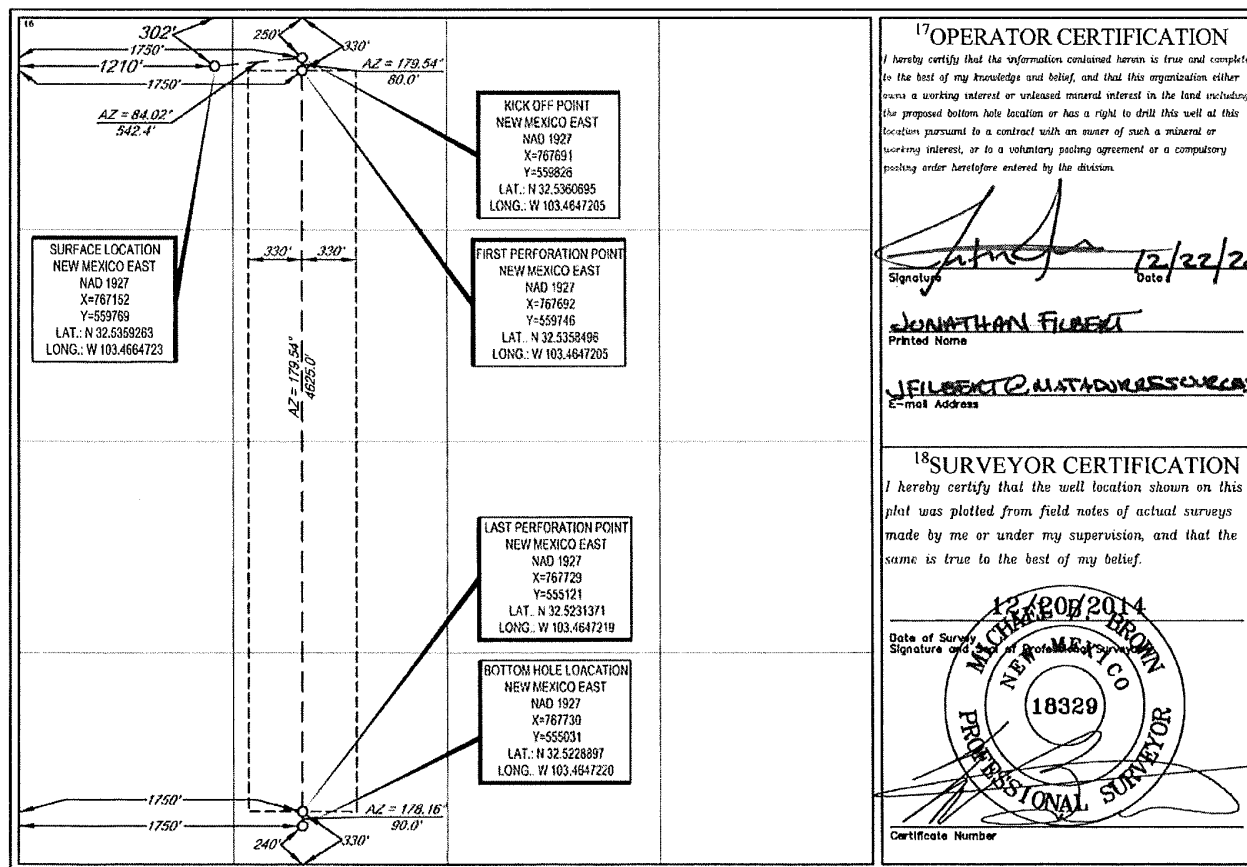 16
302'
1750'
1210'
1750'
250'
330'
AZ = 179.54°
80.0'
AZ = 84.02°
542.4'
KICK OFF POINT
NEW MEXICO EAST
NAD 1927
X=767691
Y=559826
LAT.: N 32.5360695
LONG.: W 103.4647205
SURFACE LOCATION
NEW MEXICO EAST
NAD 1927
X=767152
Y=559769
LAT.: N 32.5359263
LONG.: W 103.4664723
330'
330'
FIRST PERFORATION POINT
NEW MEXICO EAST
NAD 1927
X=767692
Y=559746
LAT.: N 32.5358496
LONG.: W 103.4647205
AZ = 179.54°
4625.0'
LAST PERFORATION POINT
NEW MEXICO EAST
NAD 1927
X=767729
Y=555121
LAT.: N 32.5231371
LONG.: W 103.4647219
BOTTOM HOLE LOACATION
NEW MEXICO EAST
NAD 1927
X=767730
Y=555031
LAT.: N 32.5228897
LONG.: W 103.4647220
1750'
1750'
AZ = 178.16°
90.0'
240'
330'
17 OPERATOR CERTIFICATION
I hereby certify that the information contained herein is true and complete
to the best of my knowledge and belief, and that this organization either
owns a working interest or unleased mineral interest in the land including
the proposed bottom hole location or has a right to drill this well at this
location pursuant to a contract with an owner of such a mineral or
working interest, or to a voluntary pooling agreement or a compulsory
pooling order heretofore entered by the division.
12/22/2
Signature Date
JONATHAN FILBERT
Printed Name
JFILBERT@MATADORRESOURCES
E-mail Address
18 SURVEYOR CERTIFICATION
I hereby certify that the well location shown on this
plat was plotted from field notes of actual surveys
made by me or under my supervision, and that the
same is true to the best of my belief.
12/20/2014
Date of Survey
Signature and Seal of Professional Surveyor
MICHAEL B. BROWN
NEW MEXICO
18329
PROFESSIONAL SURVEYOR
Certificate Number